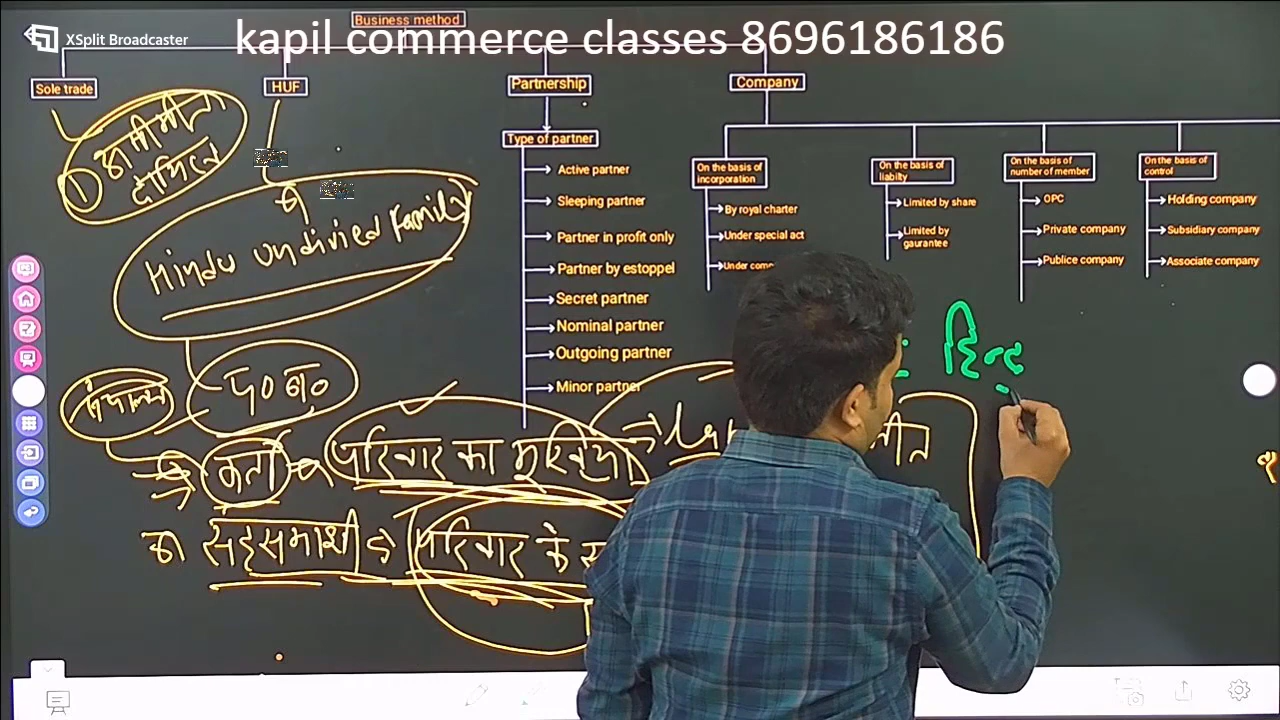 Business method
XSplit Broadcaster
kapil commerce classes 8696186186
Sole trade
HUF
Partnership
Company
Type of partner
Active partner
Sleeping partner
Partner in profit only
Partner by estoppel
Secret partner
Nominal partner
Outgoing partner
Minor partner
On the basis of
incorporation
By royal charter
Under special act
Under
On the basis of
liabilty
Limited by share
Limited by
gaurantee
On the basis of
number of member
OPC
Private company
Publice company
On the basis of
control
Holding company
Subsidiary company
Associate company
①
Hindu undivied Family
कर्ता परिवार का
परिवार के
हिन्दू